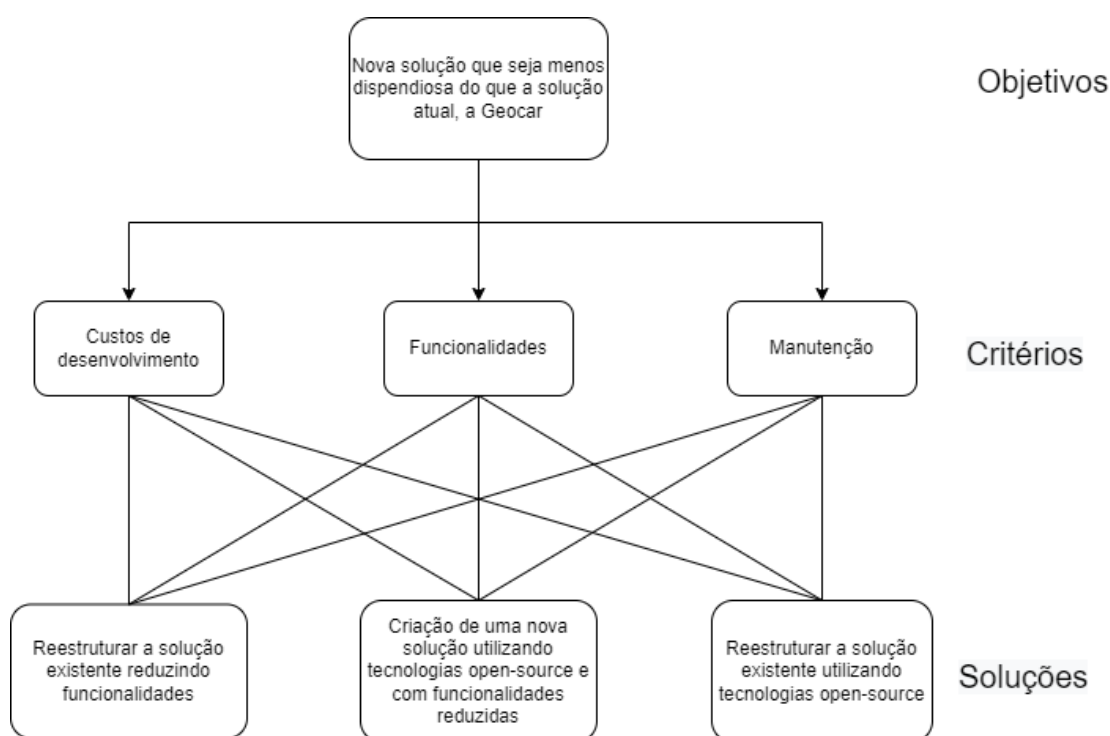 Nova solução que seja menos
dispendiosa do que a solução
atual, a Geocar
Objetivos
Custos de
desenvolvimento
Funcionalidades
Manutenção
Critérios
Reestruturar a solução
existente reduzindo
funcionalidades
Criação de uma nova
solução utilizando
tecnologias open-source e
com funcionalidades
reduzidas
Reestruturar a solução
existente utilizando
tecnologias open-source
Soluções